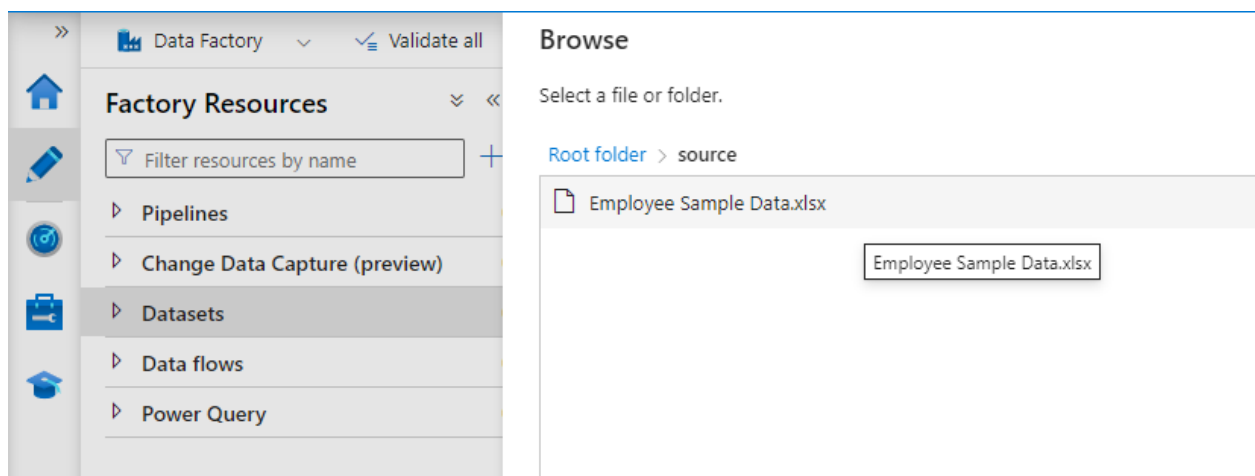 Data Factory
Validate all
Factory Resources
Filter resources by name
Pipelines
Change Data Capture (preview)
Datasets
Data flows
Power Query
Browse
Select a file or folder.
Root folder > source
Employee Sample Data.xlsx
Employee Sample Data.xlsx